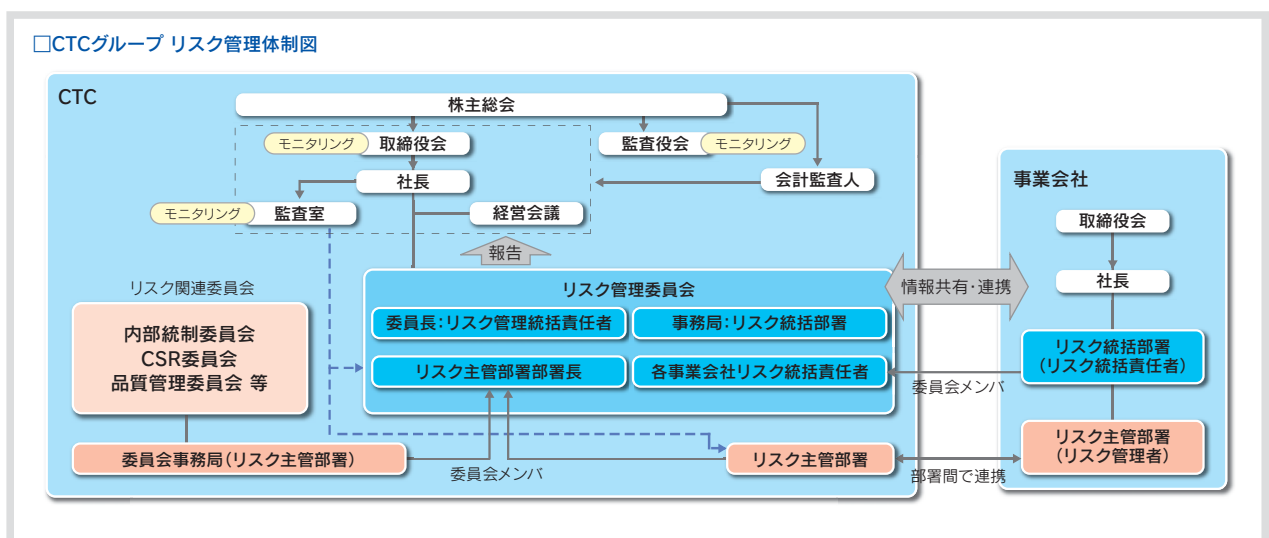 □CTCグループ リスク管理体制図
CTC
株主総会
モニタリング
取締役会
監査役会
モニタリング
社長
会計監査人
モニタリング
監査室
経営会議
報告
リスク関連委員会
内部統制委員会
CSR委員会
品質管理委員会 等
リスク管理委員会
委員長:リスク管理統括責任者
事務局:リスク統括部署
リスク主管部署部署長
各事業会社リスク統括責任者
委員会事務局(リスク主管部署)
委員会メンバ
リスク主管部署
情報共有・連携
委員会メンバ
部署間で連携
事業会社
取締役会
社長
リスク統括部署
(リスク統括責任者)
リスク主管部署
(リスク管理者)